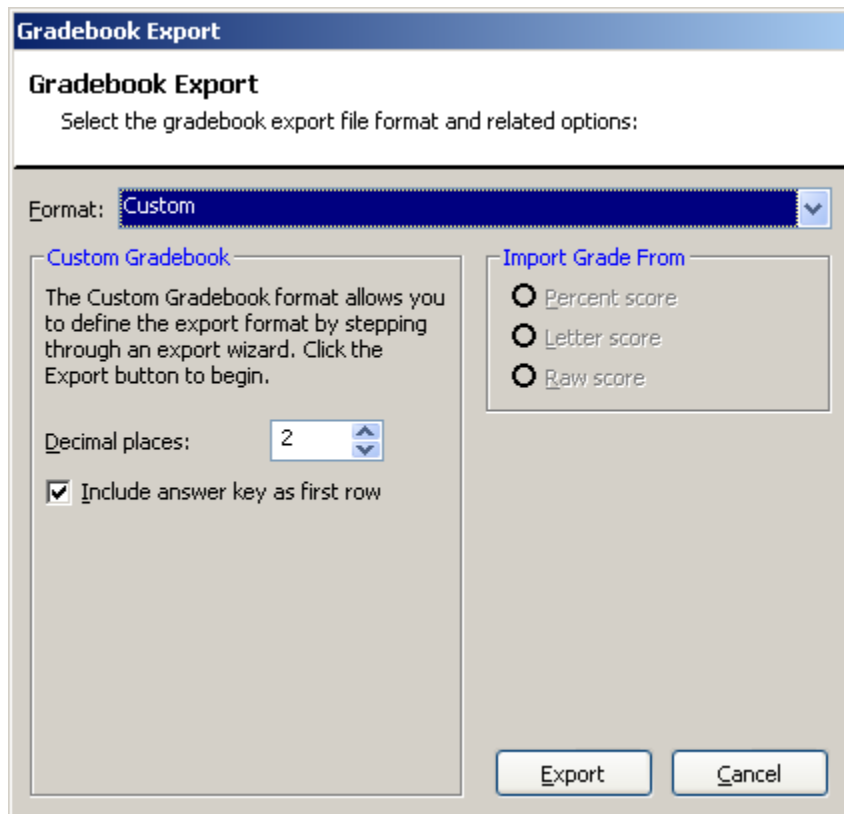 Gradebook Export
Gradebook Export
Select the gradebook export file format and related options:
Format: Custom
Custom Gradebook
The Custom Gradebook format allows you
to define the export format by stepping
through an export wizard. Click the
Export button to begin.
Decimal places: 2
Include answer key as first row
Import Grade From
Percent score
Letter score
Raw score
Export Cancel